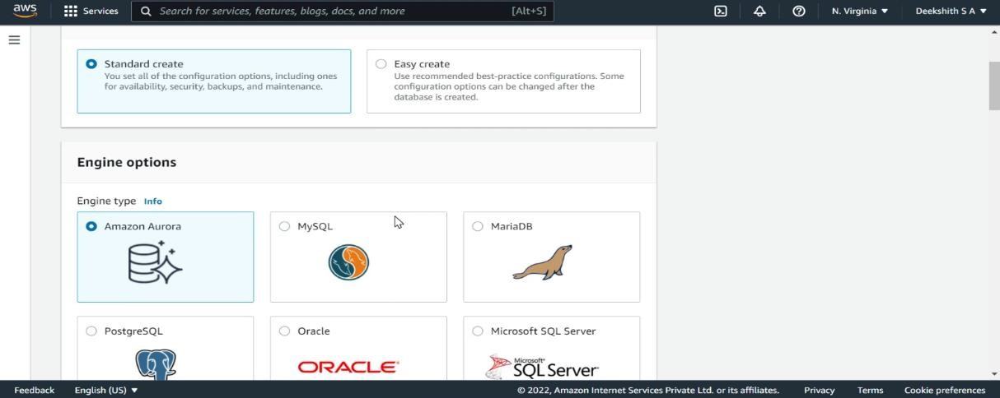 aws Services Search for services, features, blogs, docs, and more [Alt+S] N. Virginia ▼ Deekshith S A ▼
Standard create
You set all of the configuration options, including ones
for availability, security, backups, and maintenance.
Easy create
Use recommended best-practice configurations. Some
configuration options can be changed after the
database is created.
Engine options
Engine type Info
Amazon Aurora
MySQL
MariaDB
PostgreSQL
Oracle
ORACLE
Microsoft SQL Server
Microsoft
SQL Server
Feedback English (US) ▼ © 2022, Amazon Internet Services Private Ltd. or its affiliates. Privacy Terms Cookie preferences